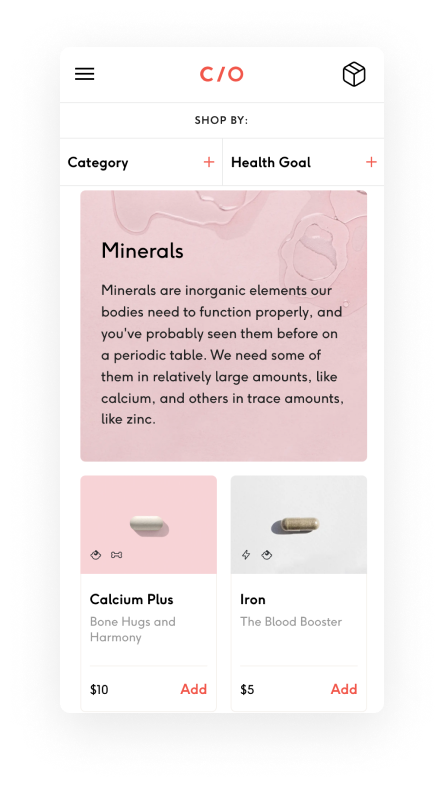 C/O
SHOP BY:
Category +
Health Goal +
Minerals
Minerals are inorganic elements our
bodies need to function properly, and
you've probably seen them before on
a periodic table. We need some of
them in relatively large amounts, like
calcium, and others in trace amounts,
like zinc.
Calcium Plus
Bone Hugs and
Harmony
$10 Add
Iron
The Blood Booster
$5 Add